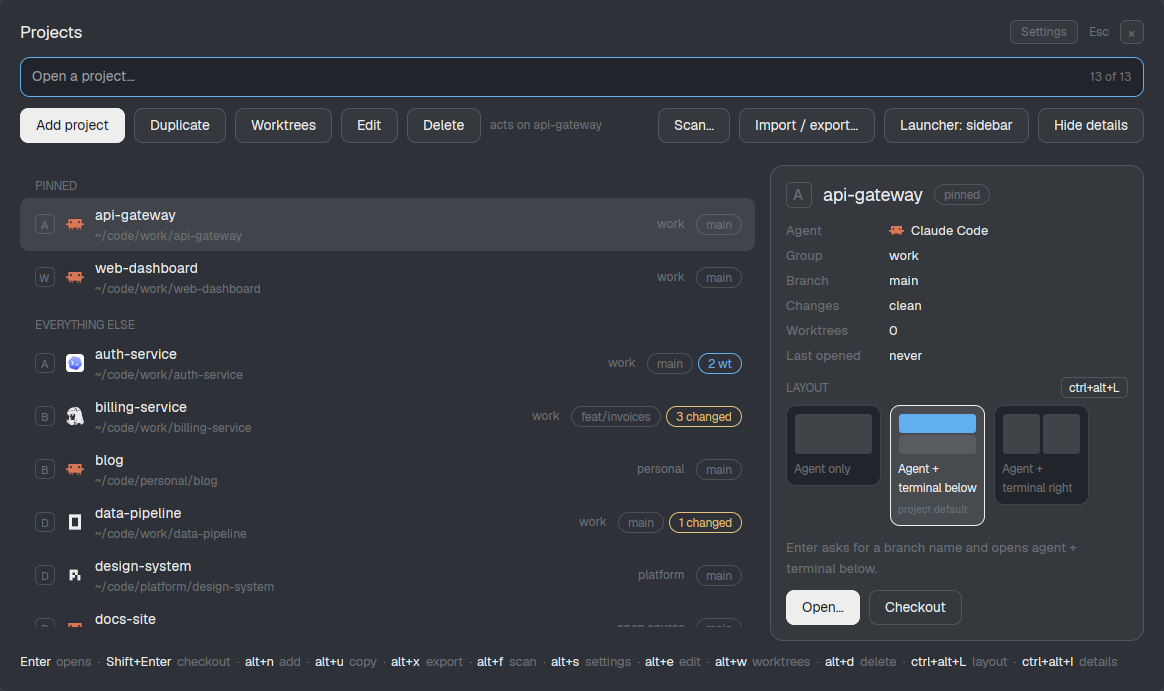 Projects
Settings Esc ×
Open a project… 13 of 13
Add project Duplicate Worktrees Edit Delete acts on api-gateway Scan… Import / export… Launcher: sidebar Hide details
PINNED
A api-gateway work main
~/code/work/api-gateway
W web-dashboard work main
~/code/work/web-dashboard
EVERYTHING ELSE
A auth-service work main 2 wt
~/code/work/auth-service
B billing-service work feat/invoices 3 changed
~/code/work/billing-service
B blog personal main
~/code/personal/blog
D data-pipeline work main 1 changed
~/code/work/data-pipeline
D design-system platform main
~/code/platform/design-system
docs-site
A api-gateway pinned
Agent Claude Code
Group work
Branch main
Changes clean
Worktrees 0
Last opened never
LAYOUT ctrl+alt+L
Agent only
Agent +
terminal below
project default
Agent +
terminal right
Enter asks for a branch name and opens agent +
terminal below.
Open… Checkout
Enter opens · Shift+Enter checkout · alt+n add · alt+u copy · alt+x export · alt+f scan · alt+s settings · alt+e edit · alt+w worktrees · alt+d delete · ctrl+alt+L layout · ctrl+alt+I details